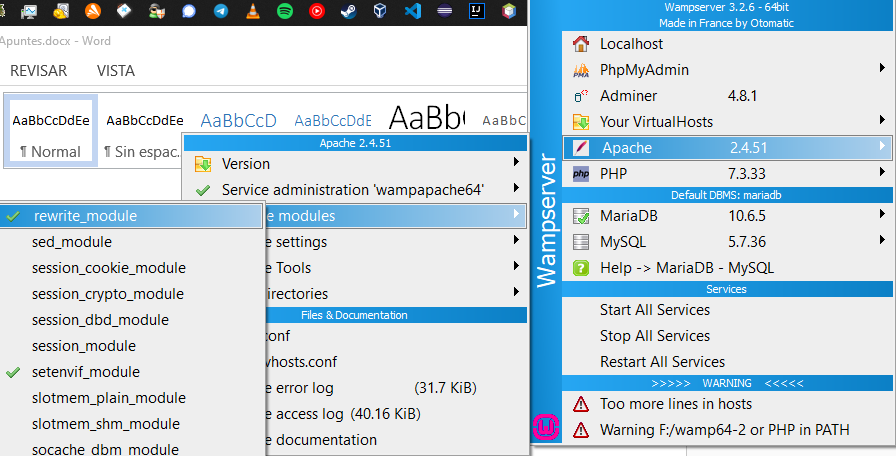 Apuntes.docx - Word
REVISAR VISTA
AaBbCcDdEe AaBbCcDdEe AaBbCcD AaBbCcDdE AaBb( AaBbCcD
¶ Normal ¶ Sin espac...
Apache 2.4.51
Version
Service administration 'wampapache64'
e modules
e settings
e Tools
directories
Files & Documentation
conf
vhosts.conf
e error log (31.7 KiB)
e access log (40.16 KiB)
e documentation
rewrite_module
sed_module
session_cookie_module
session_crypto_module
session_dbd_module
session_module
setenvif_module
slotmem_plain_module
slotmem_shm_module
socache_dbm_module
Wampserver
Wampserver 3.2.6 - 64bit
Made in France by Otomatic
Localhost
PhpMyAdmin
Adminer 4.8.1
Your VirtualHosts
Apache 2.4.51
PHP 7.3.33
Default DBMS: mariadb
MariaDB 10.6.5
MySQL 5.7.36
Help -> MariaDB - MySQL
Services
Start All Services
Stop All Services
Restart All Services
>>>>> WARNING <<<<<
Too more lines in hosts
Warning F:/wamp64-2 or PHP in PATH